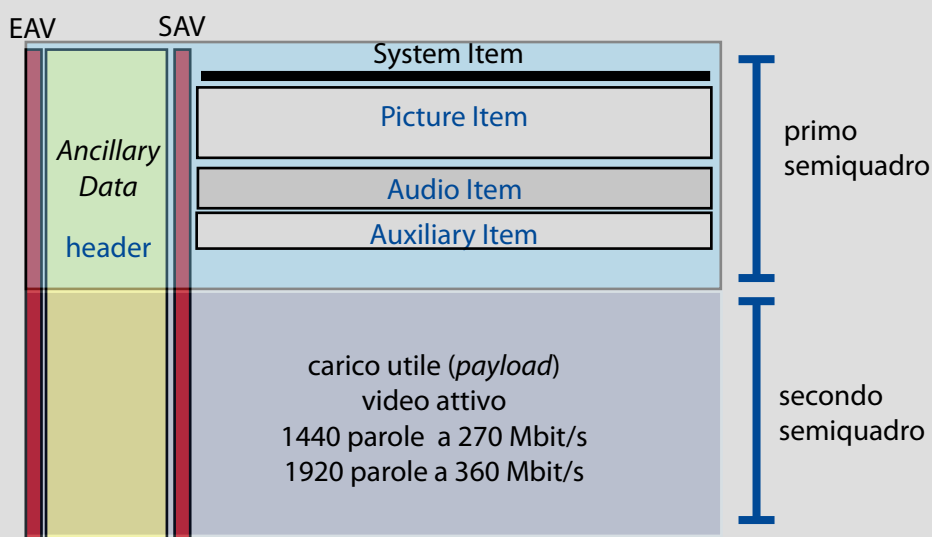 EAV
SAV
System Item
Picture Item
Audio Item
Auxiliary Item
Ancillary
Data
header
primo
semiquadro
carico utile (payload)
video attivo
1440 parole a 270 Mbit/s
1920 parole a 360 Mbit/s
secondo
semiquadro